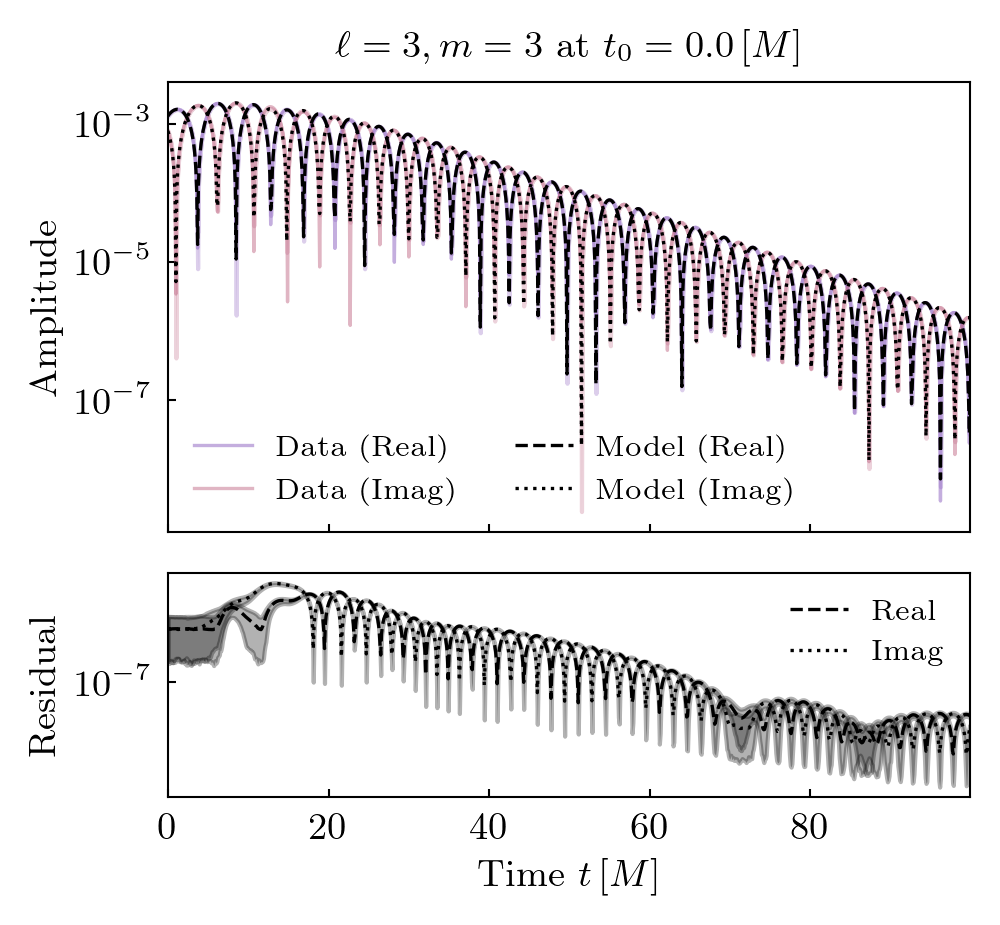 ℓ = 3, m = 3 at t₀ = 0.0 [M]
10⁻³
10⁻⁵
10⁻⁷
Amplitude
Data (Real)
Data (Imag)
Model (Real)
Model (Imag)
Real
Imag
10⁻⁷
Residual
0 20 40 60 80
Time t [M]